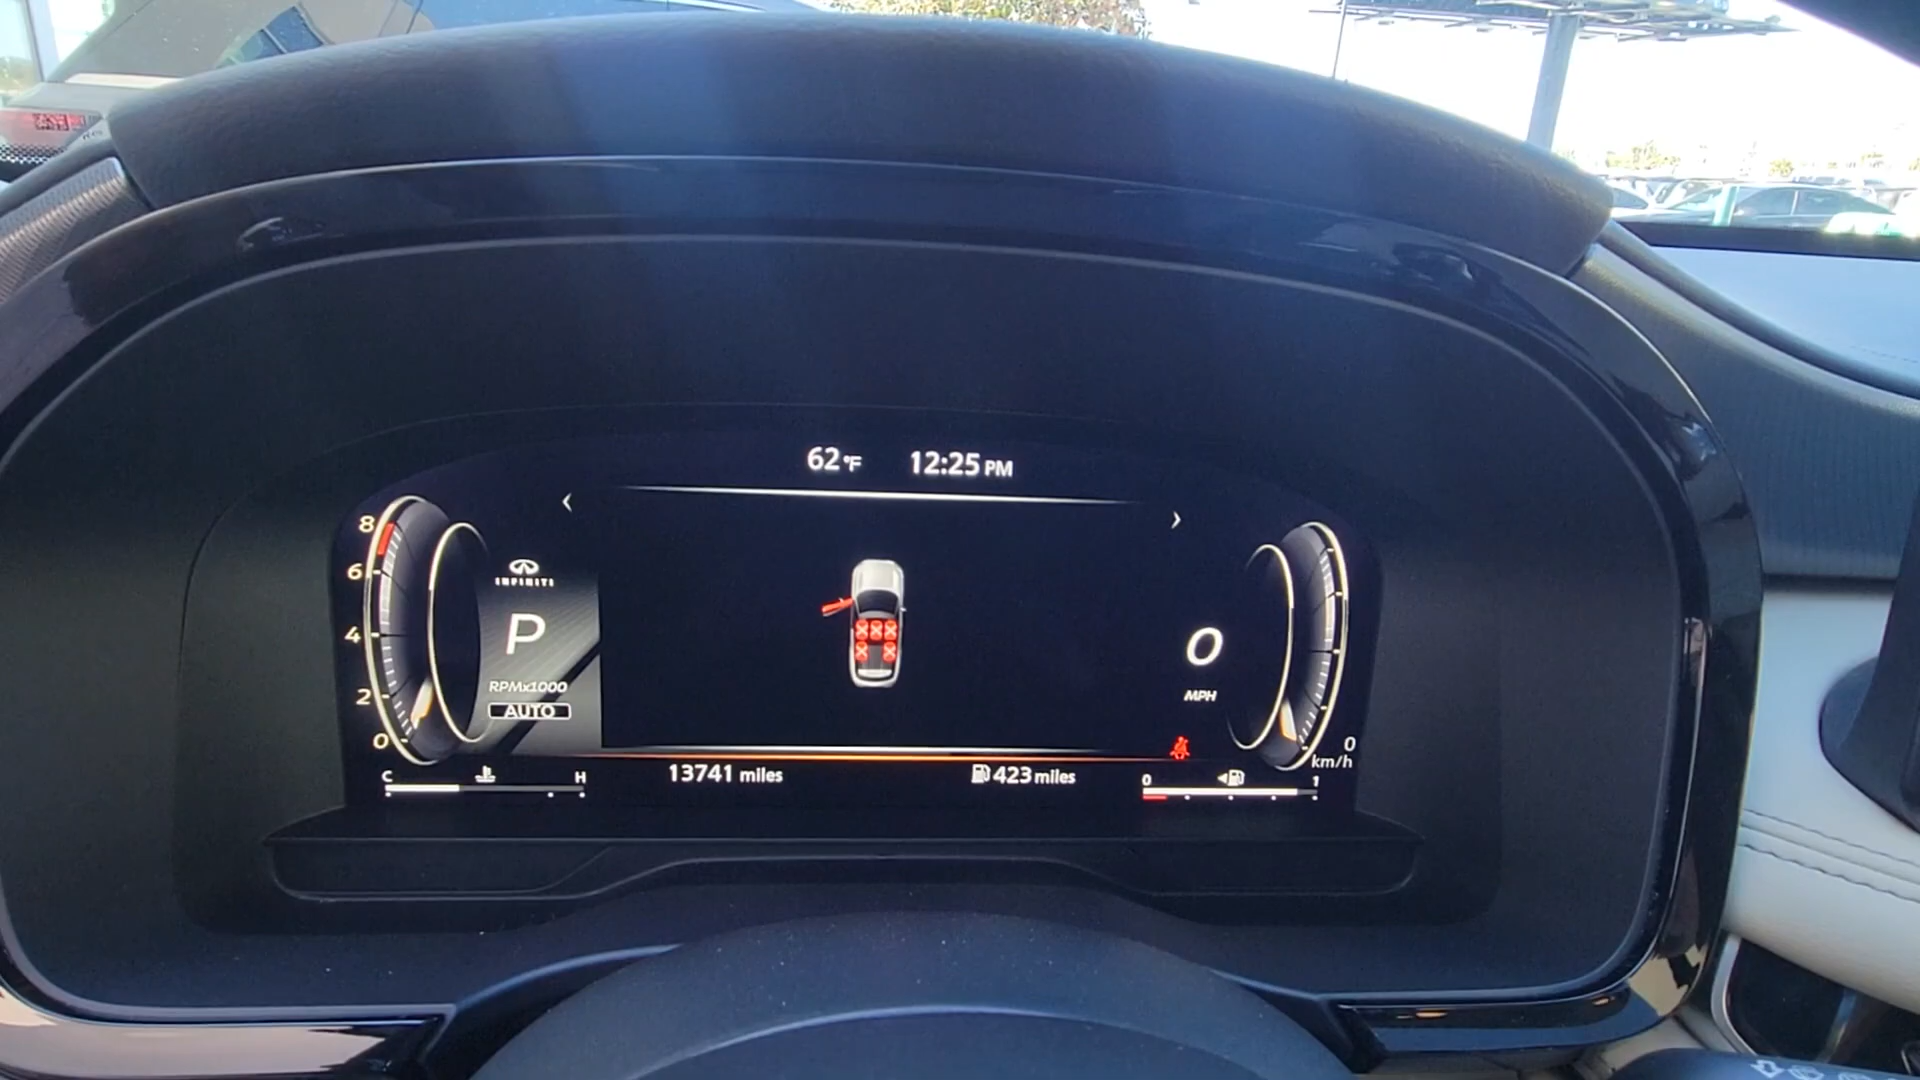 62°F 12:25 PM
8
6
4
2
0
INFINITI
P
RPMx1000
AUTO
0
MPH
0
km/h
C H
13741 miles
423 miles
0 1